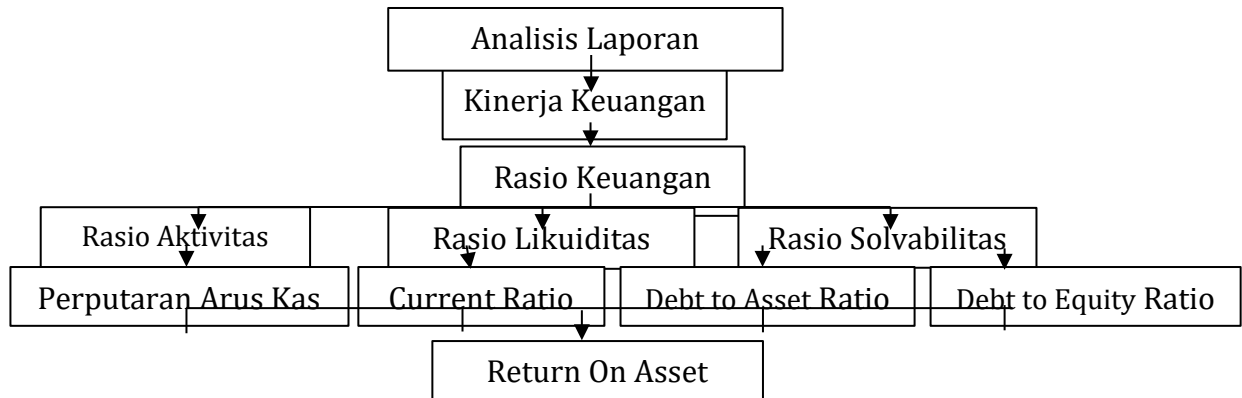 Analisis Laporan
Kinerja Keuangan
Rasio Keuangan
Rasio Aktivitas
Rasio Likuiditas
Rasio Solvabilitas
Perputaran Arus Kas
Current Ratio
Debt to Asset Ratio
Debt to Equity Ratio
Return On Asset